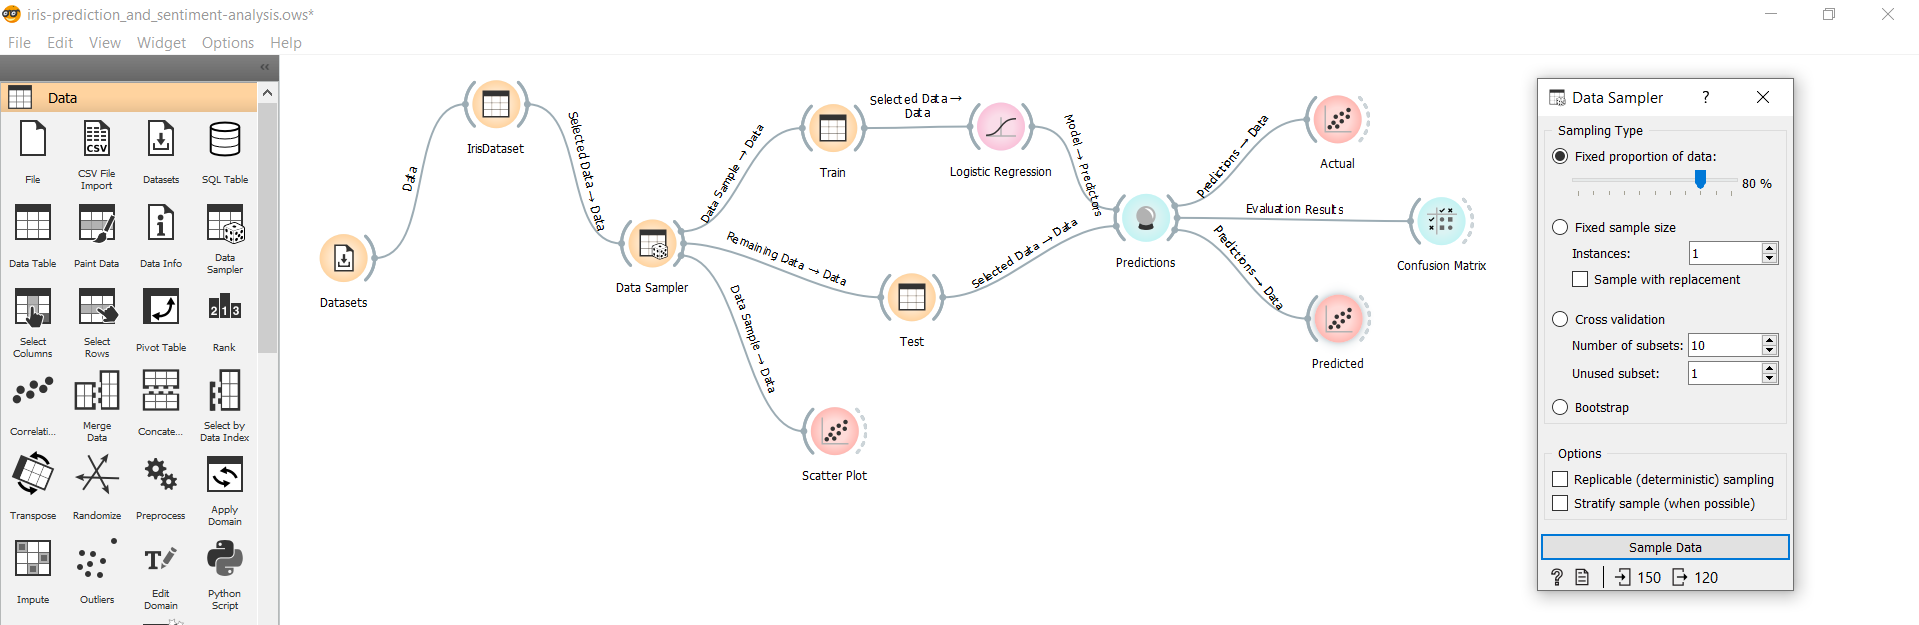 iris-prediction_and_sentiment-analysis.ows*
File Edit View Widget Options Help
Data
File
CSV File Import
Datasets
SQL Table
Data Table
Paint Data
Data Info
Data Sampler
Select Columns
Select Rows
Pivot Table
Rank
Correlati...
Merge Data
Concate...
Select by Data Index
Transpose
Randomize
Preprocess
Apply Domain
Impute
Outliers
Edit Domain
Python Script
Datasets
Data
IrisDataset
Selected Data → Data
Data Sampler
Data Sample → Data
Remaining Data → Data
Data Sample → Data
Train
Selected Data → Data
Logistic Regression
Model → Predictors
Test
Selected Data → Data
Scatter Plot
Predictions
Predictions → Data
Evaluation Results
Predictions → Data
Actual
Confusion Matrix
Predicted
Data Sampler ?
Sampling Type
Fixed proportion of data:
80 %
Fixed sample size
Instances: 1
Sample with replacement
Cross validation
Number of subsets: 10
Unused subset: 1
Bootstrap
Options
Replicable (deterministic) sampling
Stratify sample (when possible)
Sample Data
? 150 120